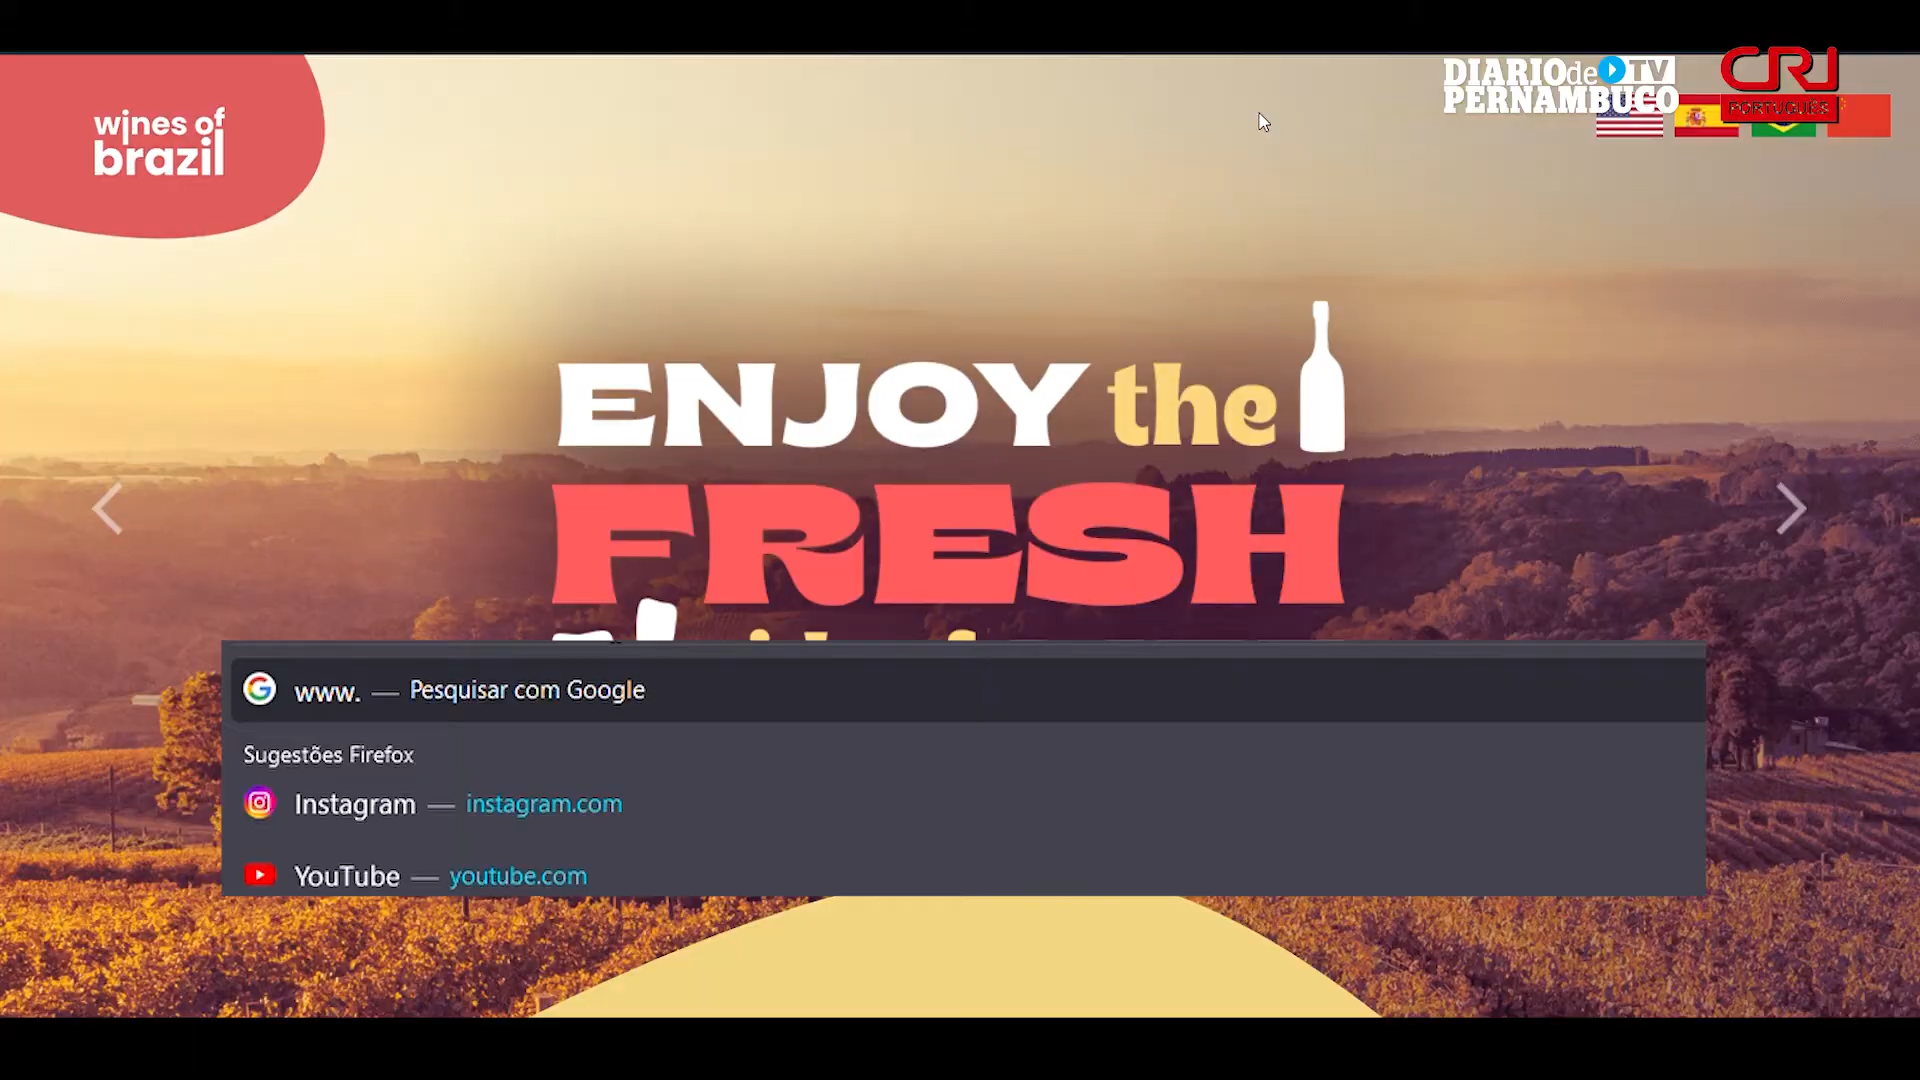 DIARIO de TV
PERNAMBUCO
CRI
PORTUGUÊS
wines of
brazil
ENJOY the
FRESH
www. — Pesquisar com Google
Sugestões Firefox
Instagram — instagram.com
YouTube — youtube.com